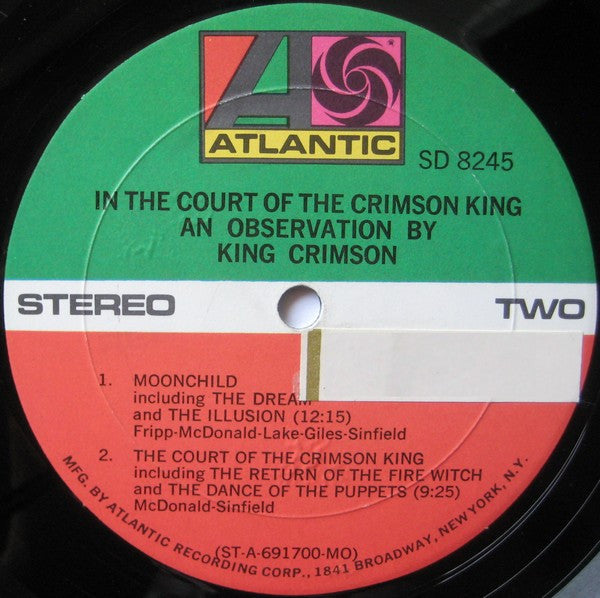 ATLANTIC
SD 8245
IN THE COURT OF THE CRIMSON KING
AN OBSERVATION BY
KING CRIMSON
STEREO
TWO
1. MOONCHILD
including THE DREAM
and THE ILLUSION (12:15)
Fripp-McDonald-Lake-Giles-Sinfield
2. THE COURT OF THE CRIMSON KING
including THE RETURN OF THE FIRE WITCH
and THE DANCE OF THE PUPPETS (9:25)
McDonald-Sinfield
(ST-A-691700-MO)
MFG. BY ATLANTIC RECORDING CORP., 1841 BROADWAY, NEW YORK, N.Y.